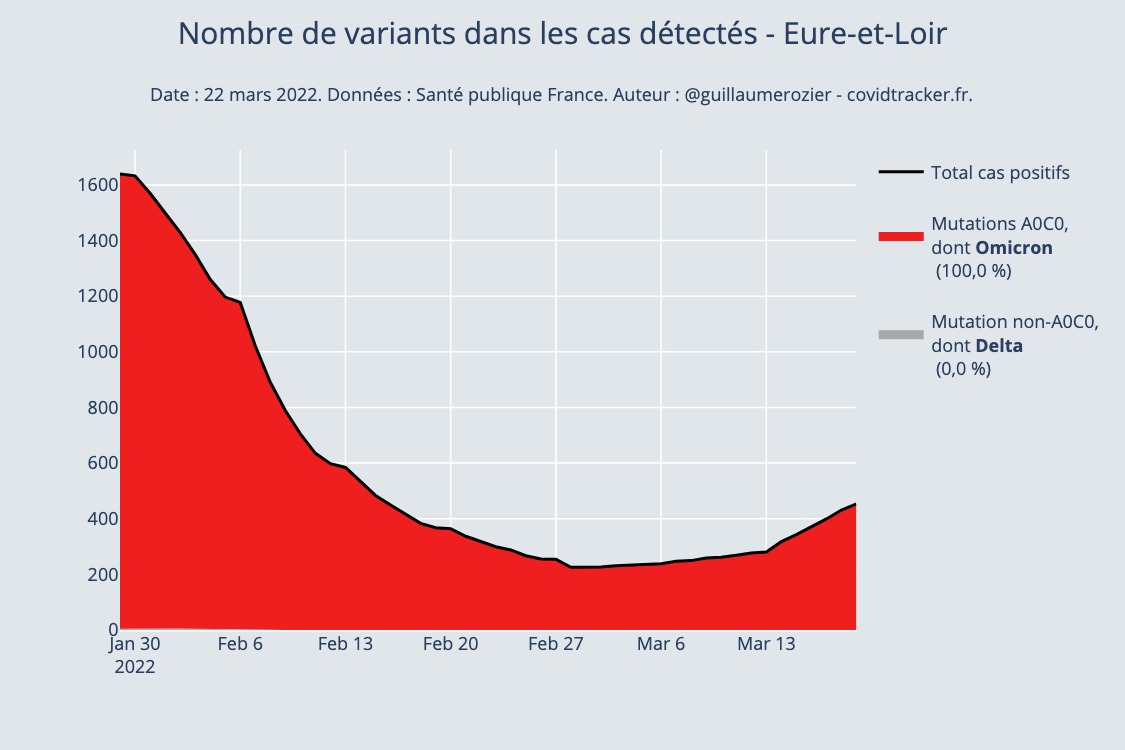 Nombre de variants dans les cas détectés - Eure-et-Loir
Date : 22 mars 2022. Données : Santé publique France. Auteur : @guillaumerozier - covidtracker.fr.
Total cas positifs
Mutations A0C0,
dont Omicron
(100,0 %)
Mutation non-A0C0,
dont Delta
(0,0 %)
1600
1400
1200
1000
800
600
400
200
0
Jan 30
2022
Feb 6
Feb 13
Feb 20
Feb 27
Mar 6
Mar 13